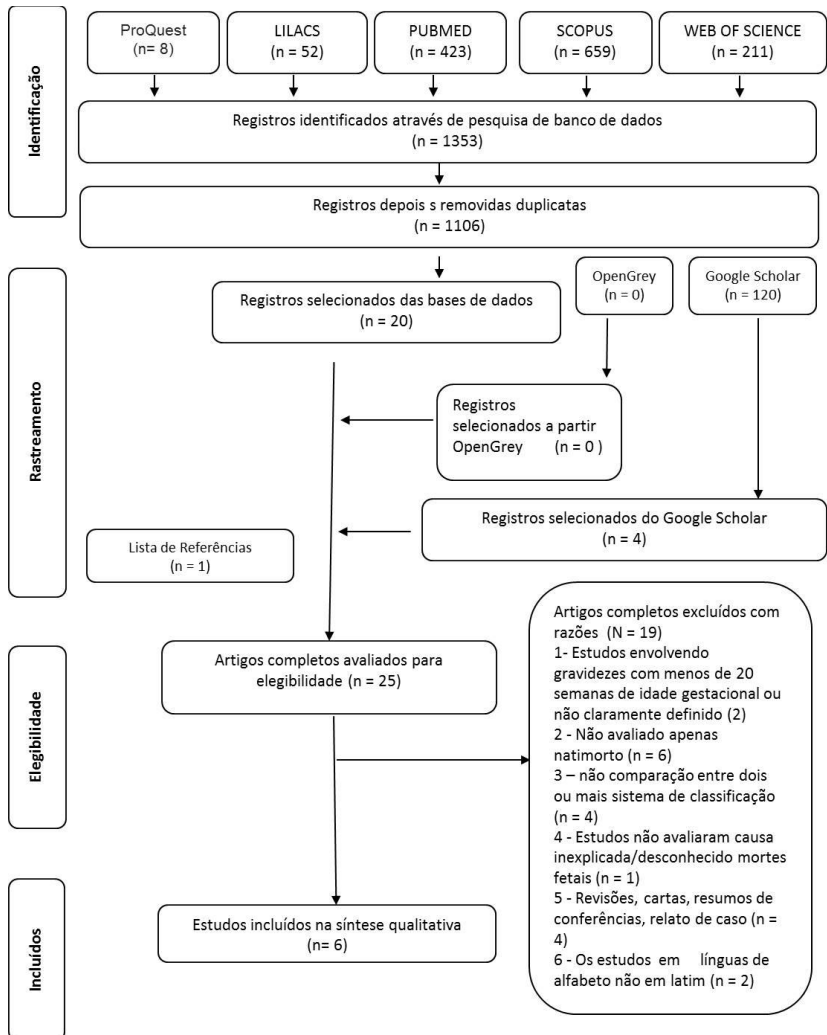 Identificação
ProQuest
(n= 8)
LILACS
(n = 52)
PUBMED
(n = 423)
SCOPUS
(n = 659)
WEB OF SCIENCE
(n = 211)
Registros identificados através de pesquisa de banco de dados
(n = 1353)
Registros depois s removidas duplicatas
(n = 1106)
Rastreamento
Registros selecionados das bases de dados
(n = 20)
OpenGrey
(n = 0)
Google Scholar
(n = 120)
Registros
selecionados a partir
OpenGrey (n = 0 )
Registros selecionados do Google Scholar
(n = 4)
Lista de Referências
(n = 1)
Elegibilidade
Artigos completos avaliados para
elegibilidade (n = 25)
Artigos completos excluídos com
razões (N = 19)
1- Estudos envolvendo
gravidezes com menos de 20
semanas de idade gestacional ou
não claramente definido (2)
2 - Não avaliado apenas
natimorto (n = 6)
3 – não comparação entre dois
ou mais sistema de classificação
(n = 4)
4 - Estudos não avaliaram causa
inexplicada/desconhecido mortes
fetais (n = 1)
5 - Revisões, cartas, resumos de
conferências, relato de caso (n =
4)
6 - Os estudos em línguas de
alfabeto não em latim (n = 2)
Incluídos
Estudos incluídos na síntese qualitativa
(n= 6)